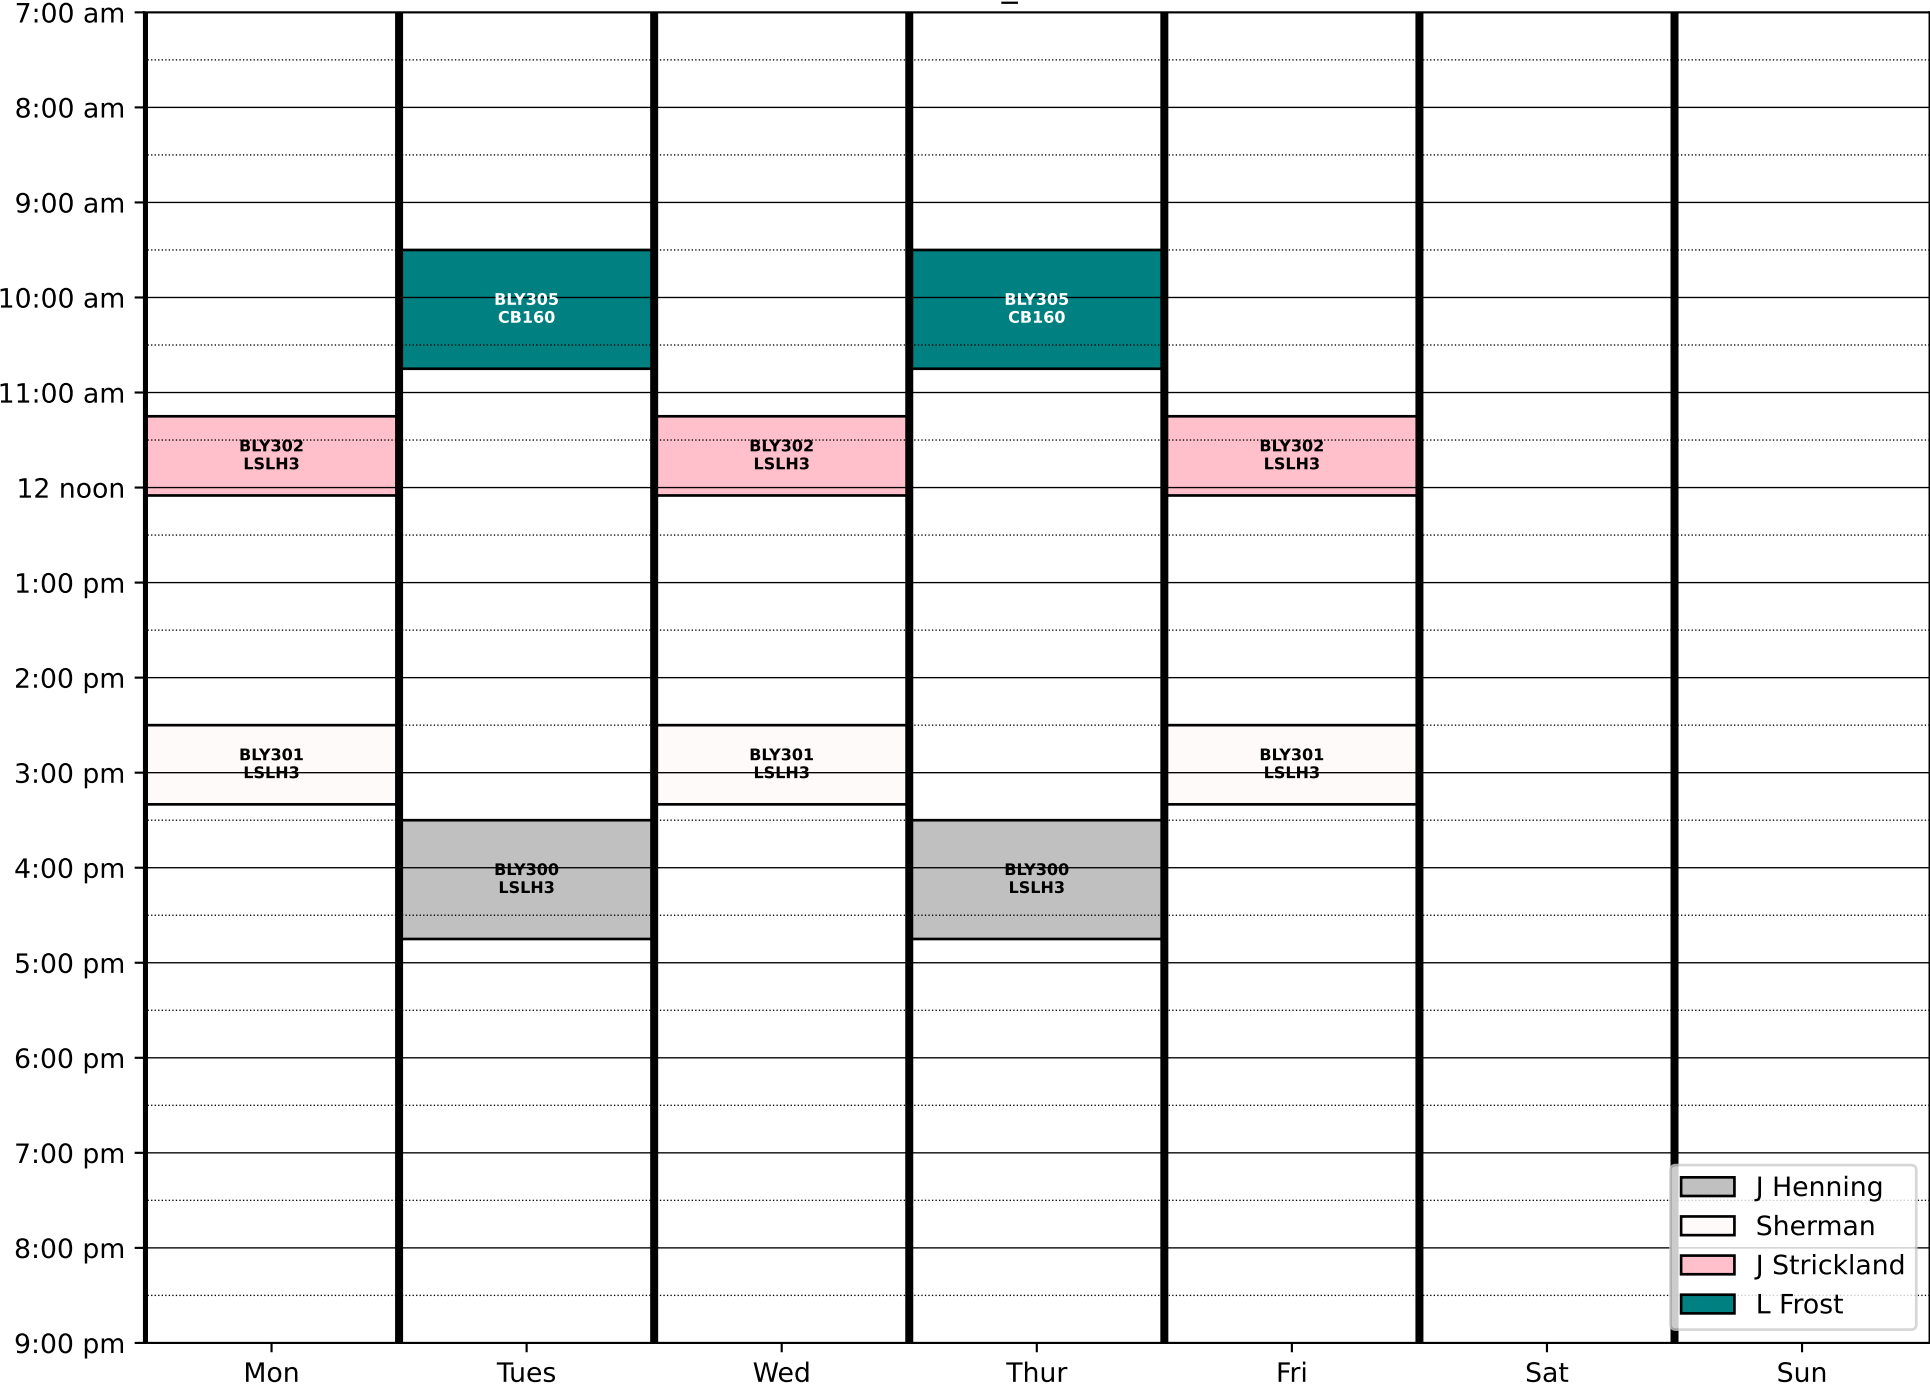 7:00 am
8:00 am
9:00 am
10:00 am
11:00 am
12 noon
1:00 pm
2:00 pm
3:00 pm
4:00 pm
5:00 pm
6:00 pm
7:00 pm
8:00 pm
9:00 pm
BLY305
CB160
BLY305
CB160
BLY302
LSLH3
BLY302
LSLH3
BLY302
LSLH3
BLY301
LSLH3
BLY301
LSLH3
BLY301
LSLH3
BLY300
LSLH3
BLY300
LSLH3
J Henning
Sherman
J Strickland
L Frost
Mon
Tues
Wed
Thur
Fri
Sat
Sun